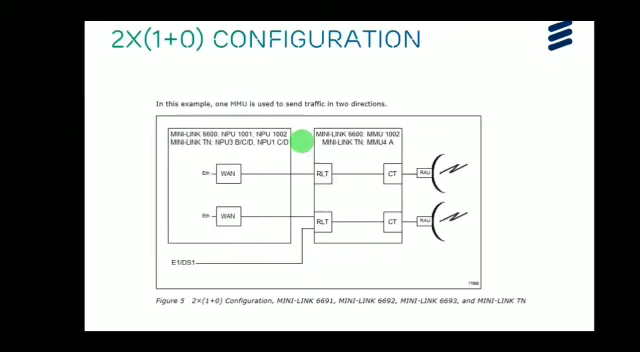 2X(1+0) CONFIGURATION
In this example, one MMU is used to send traffic in two directions.
MINI-LINK 6600: NPU 1001, NPU 1002
MINI-LINK TN: NPU3 B/C/D, NPU1 C/D
MINI-LINK 6600: MMU 1002
MINI-LINK TN: MMU4 A
Eth
WAN
RLT
CT
RAU
Eth
WAN
RLT
CT
RAU
E1/DS1
Figure 5 2×(1+0) Configuration, MINI-LINK 6691, MINI-LINK 6692, MINI-LINK 6693, and MINI-LINK TN